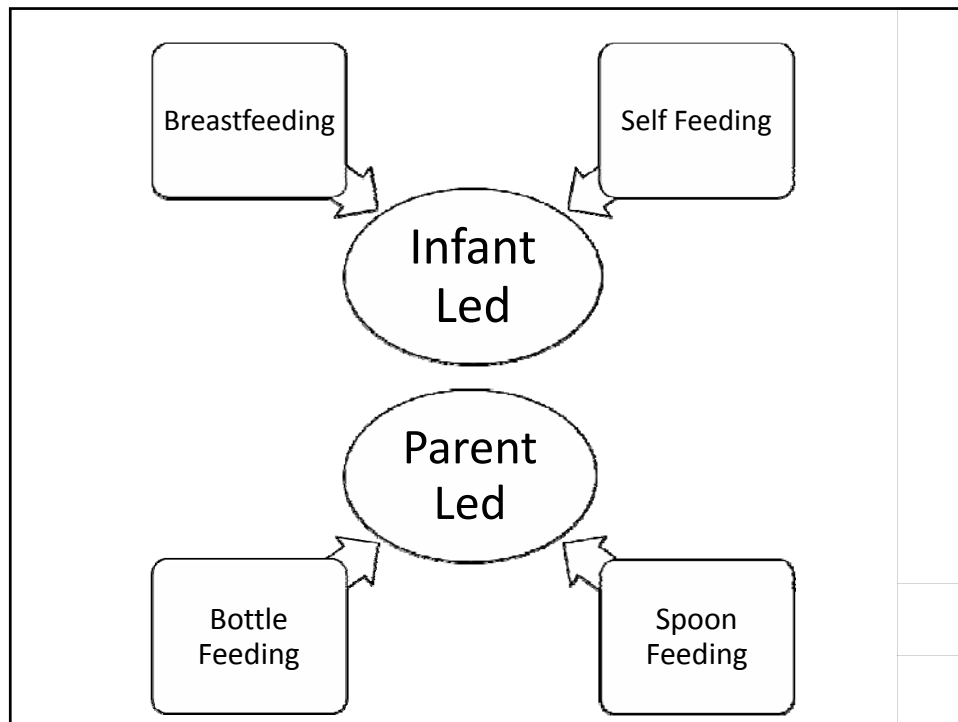 Breastfeeding
Self Feeding
Infant
Led
Parent
Led
Bottle
Feeding
Spoon
Feeding